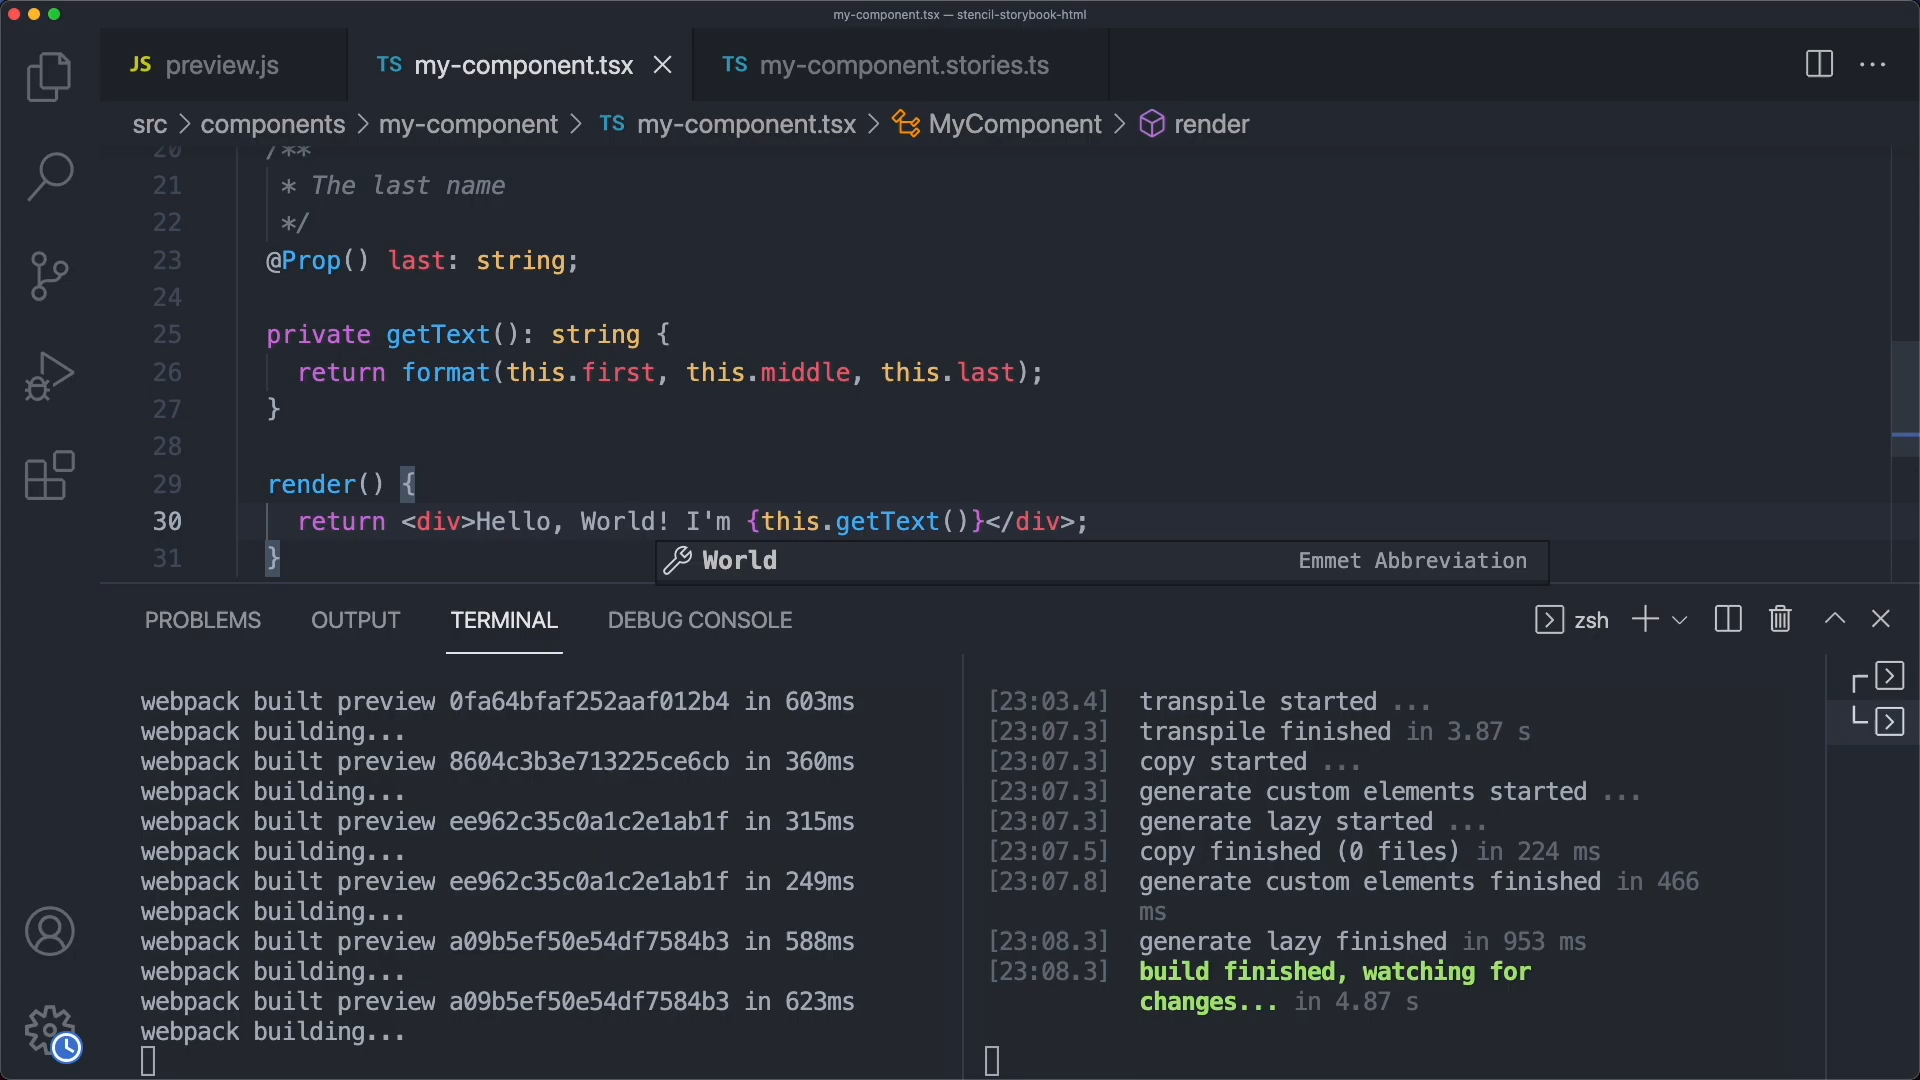 my-component.tsx — stencil-storybook-html
JS preview.js
TS my-component.tsx
TS my-component.stories.ts
src > components > my-component > TS my-component.tsx > MyComponent > render
20 /**
21 * The last name
22 */
23 @Prop() last: string;
24
25 private getText(): string {
26 return format(this.first, this.middle, this.last);
27 }
28
29 render() {
30 return <div>Hello, World! I'm {this.getText()}</div>;
31 }
World Emmet Abbreviation
PROBLEMS OUTPUT TERMINAL DEBUG CONSOLE
zsh
webpack built preview 0fa64bfaf252aaf012b4 in 603ms
webpack building...
webpack built preview 8604c3b3e713225ce6cb in 360ms
webpack building...
webpack built preview ee962c35c0a1c2e1ab1f in 315ms
webpack building...
webpack built preview ee962c35c0a1c2e1ab1f in 249ms
webpack building...
webpack built preview a09b5ef50e54df7584b3 in 588ms
webpack building...
webpack built preview a09b5ef50e54df7584b3 in 623ms
webpack building...
[23:03.4] transpile started ...
[23:07.3] transpile finished in 3.87 s
[23:07.3] copy started ...
[23:07.3] generate custom elements started ...
[23:07.3] generate lazy started ...
[23:07.5] copy finished (0 files) in 224 ms
[23:07.8] generate custom elements finished in 466
ms
[23:08.3] generate lazy finished in 953 ms
[23:08.3] build finished, watching for
changes... in 4.87 s